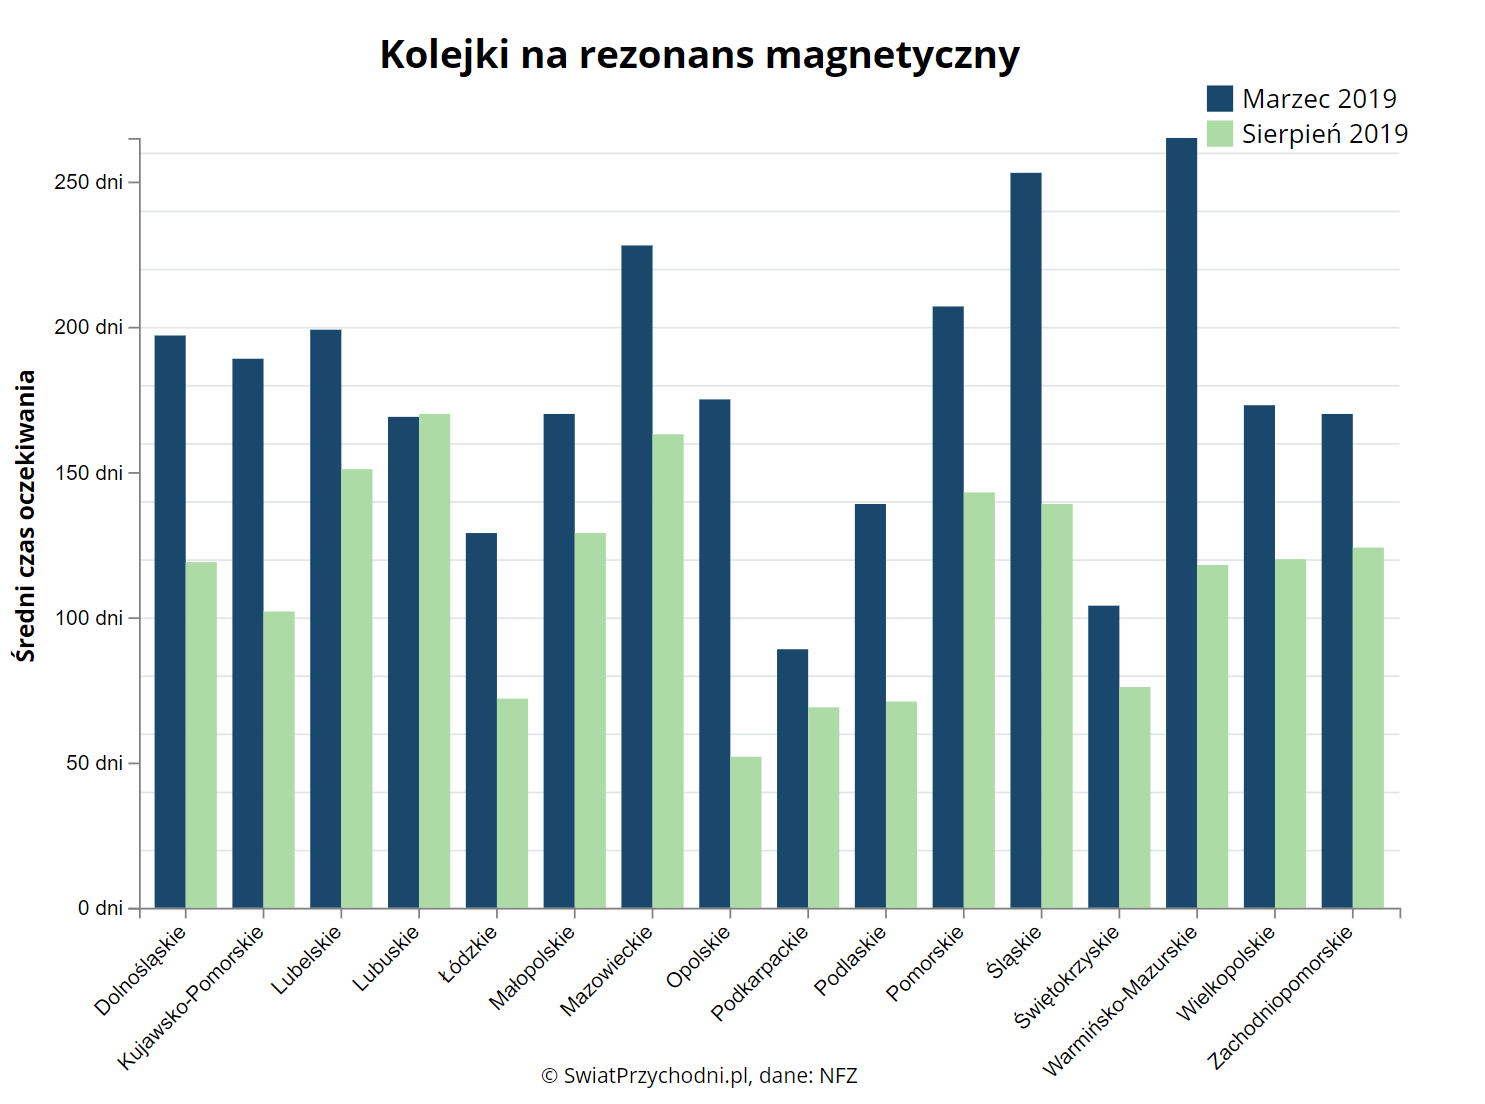 Kolejki na rezonans magnetyczny
Marzec 2019
Sierpień 2019
Średni czas oczekiwania
250 dni
200 dni
150 dni
100 dni
50 dni
0 dni
Dolnośląskie
Kujawsko-Pomorskie
Lubelskie
Lubuskie
Łódzkie
Małopolskie
Mazowieckie
Opolskie
Podkarpackie
Podlaskie
Pomorskie
Śląskie
Świętokrzyskie
Warmińsko-Mazurskie
Wielkopolskie
Zachodniopomorskie
© SwiatPrzychodni.pl, dane: NFZ